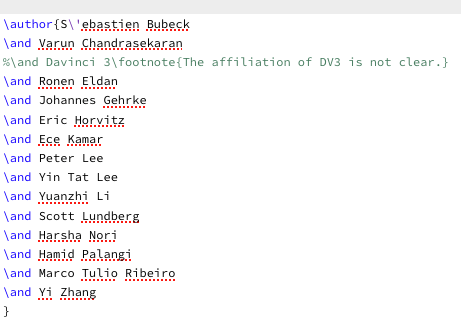 \author{S\'ebastien Bubeck
\and Varun Chandrasekaran
%\and Davinci 3\footnote{The affiliation of DV3 is not clear.}
\and Ronen Eldan
\and Johannes Gehrke
\and Eric Horvitz
\and Ece Kamar
\and Peter Lee
\and Yin Tat Lee
\and Yuanzhi Li
\and Scott Lundberg
\and Harsha Nori
\and Hamid Palangi
\and Marco Tulio Ribeiro
\and Yi Zhang
}